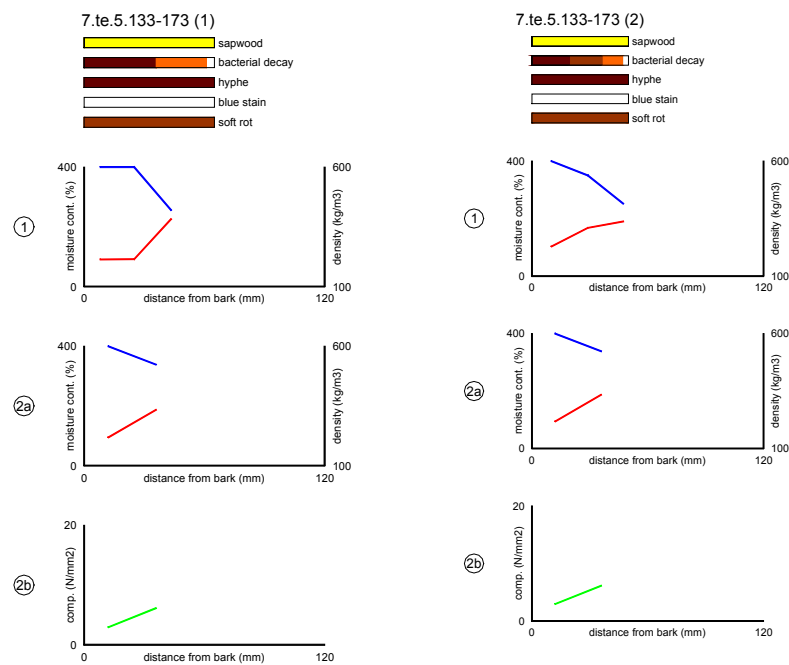 7.te.5.133-173 (1)
sapwood
bacterial decay
hyphe
blue stain
soft rot
1
400
600
moisture cont. (%)
density (kg/m3)
0
100
0
distance from bark (mm)
120
2a
400
600
moisture cont. (%)
density (kg/m3)
0
100
0
distance from bark (mm)
120
2b
20
comp. (N/mm2)
0
0
distance from bark (mm)
120
7.te.5.133-173 (2)
sapwood
bacterial decay
hyphe
blue stain
soft rot
1
400
600
moisture cont. (%)
density (kg/m3)
0
100
0
distance from bark (mm)
120
2a
400
600
moisture cont. (%)
density (kg/m3)
0
100
0
distance from bark (mm)
120
2b
20
comp. (N/mm2)
0
0
distance from bark (mm)
120